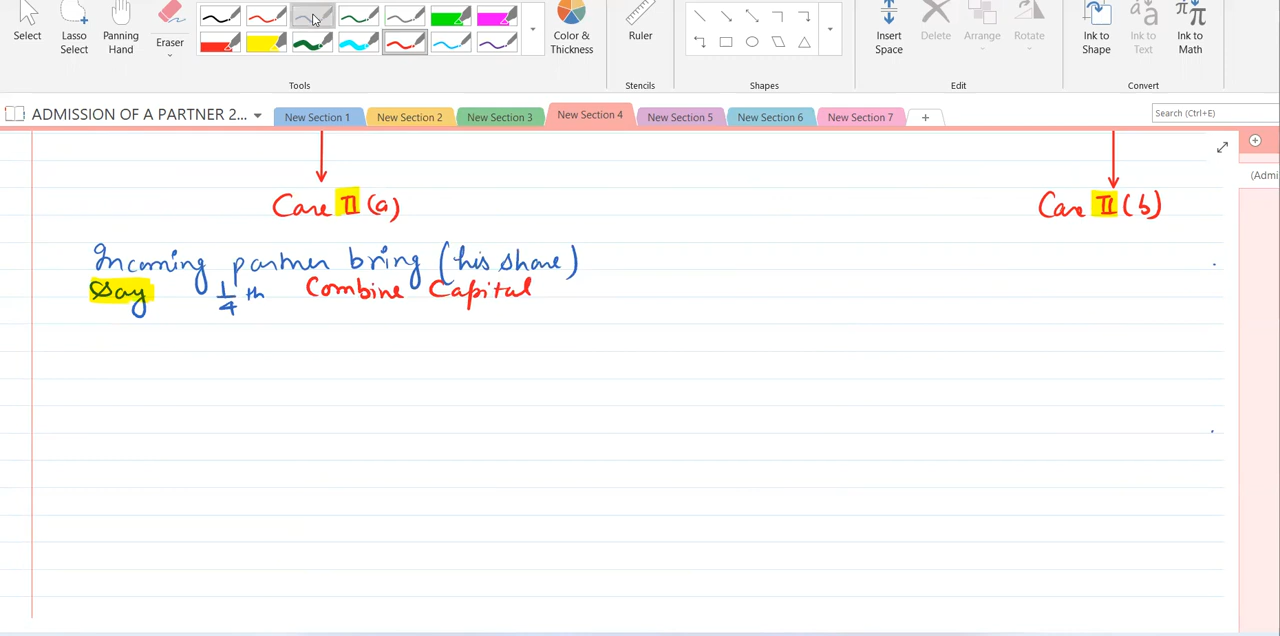 Select
Lasso Select
Panning Hand
Eraser
Color & Thickness
Ruler
Insert Space
Delete
Arrange
Rotate
Ink to Shape
Ink to Text
Ink to Math
Tools
Stencils
Shapes
Edit
Convert
ADMISSION OF A PARTNER 2...
New Section 1
New Section 2
New Section 3
New Section 4
New Section 5
New Section 6
New Section 7
Search (Ctrl+E)
(Admi
Case II (a)
Case II (b)
Incoming partner bring (his share)
Say 1/4 th Combine Capital